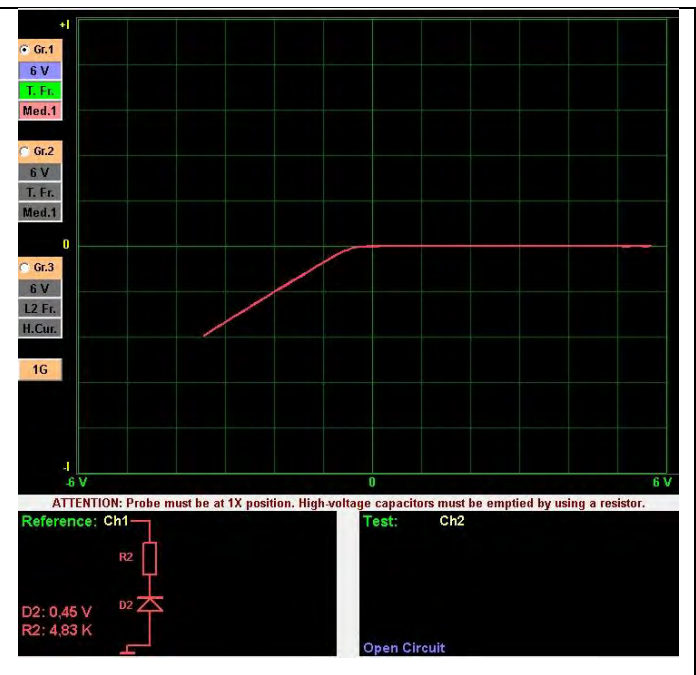 +I
Gr.1
6 V
T. Fr.
Med.1
Gr.2
6 V
T. Fr.
Med.1
0
Gr.3
6 V
L2 Fr.
H.Cur.
1G
-I
-6 V 0 6 V
ATTENTION: Probe must be at 1X position. High-voltage capacitors must be emptied by using a resistor.
Reference: Ch1
R2
D2
D2: 0,45 V
R2: 4,83 K
Test: Ch2
Open Circuit